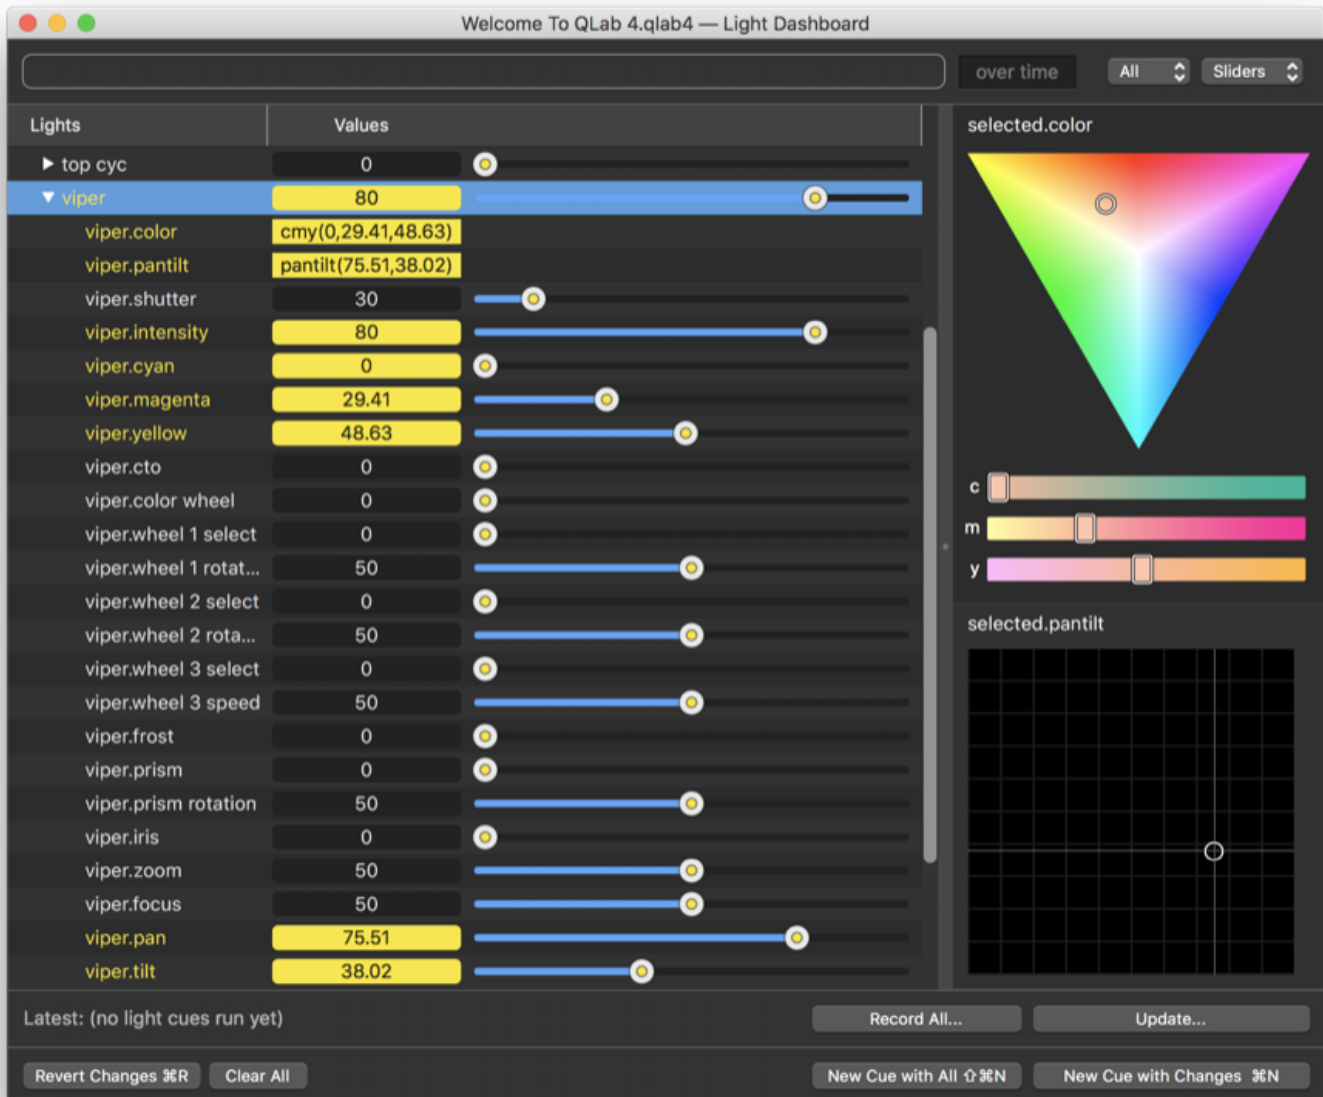 Welcome To QLab 4.qlab4 — Light Dashboard
over time All Sliders
Lights Values
top cyc 0
viper 80
viper.color cmy(0,29.41,48.63)
viper.pantilt pantilt(75.51,38.02)
viper.shutter 30
viper.intensity 80
viper.cyan 0
viper.magenta 29.41
viper.yellow 48.63
viper.cto 0
viper.color wheel 0
viper.wheel 1 select 0
viper.wheel 1 rotat... 50
viper.wheel 2 select 0
viper.wheel 2 rota... 50
viper.wheel 3 select 0
viper.wheel 3 speed 50
viper.frost 0
viper.prism 0
viper.prism rotation 50
viper.iris 0
viper.zoom 50
viper.focus 50
viper.pan 75.51
viper.tilt 38.02
selected.color
c
m
y
selected.pantilt
Latest: (no light cues run yet)
Record All... Update...
Revert Changes ⌘R Clear All New Cue with All ⇧⌘N New Cue with Changes ⌘N